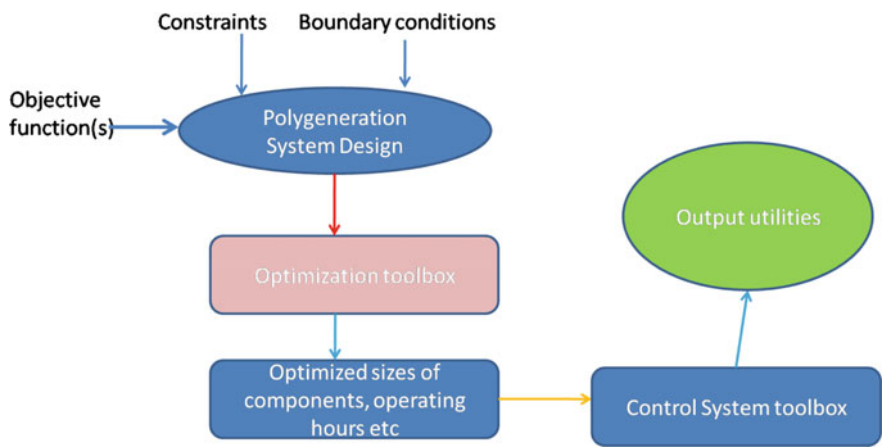 Constraints
Boundary conditions
Objective
function(s)
Polygeneration
System Design
Output utilities
Optimization toolbox
Optimized sizes of
components, operating
hours etc
Control System toolbox